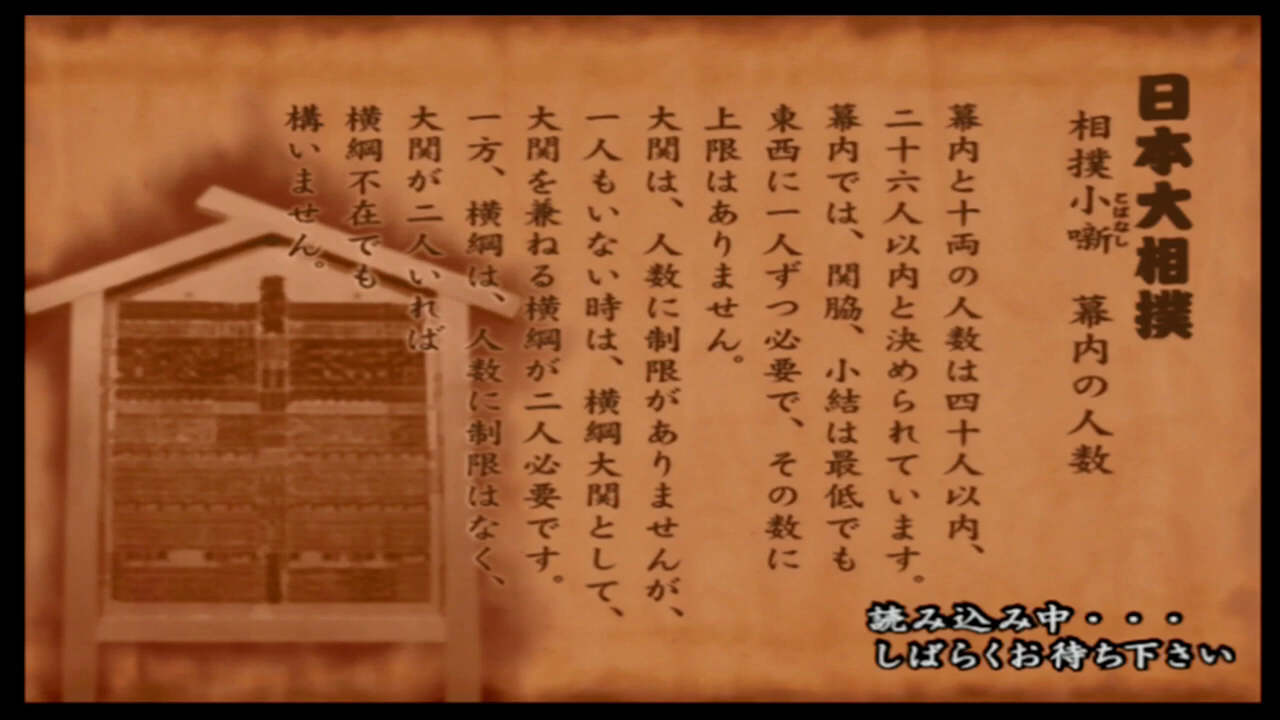 日本大相撲
相撲小噺　幕内の人数
こばなし
幕内と十両の人数は四十人以内、
二十六人以内と決められています。
幕内では、関脇、小結は最低でも
東西に一人ずつ必要で、その数に
上限はありません。
大関は、人数に制限がありませんが、
一人もいない時は、横綱大関として、
大関を兼ねる横綱が二人必要です。
一方、横綱は、人数に制限はなく、
大関が二人いれば
横綱不在でも
構いません。
読み込み中・・・
しばらくお待ち下さい